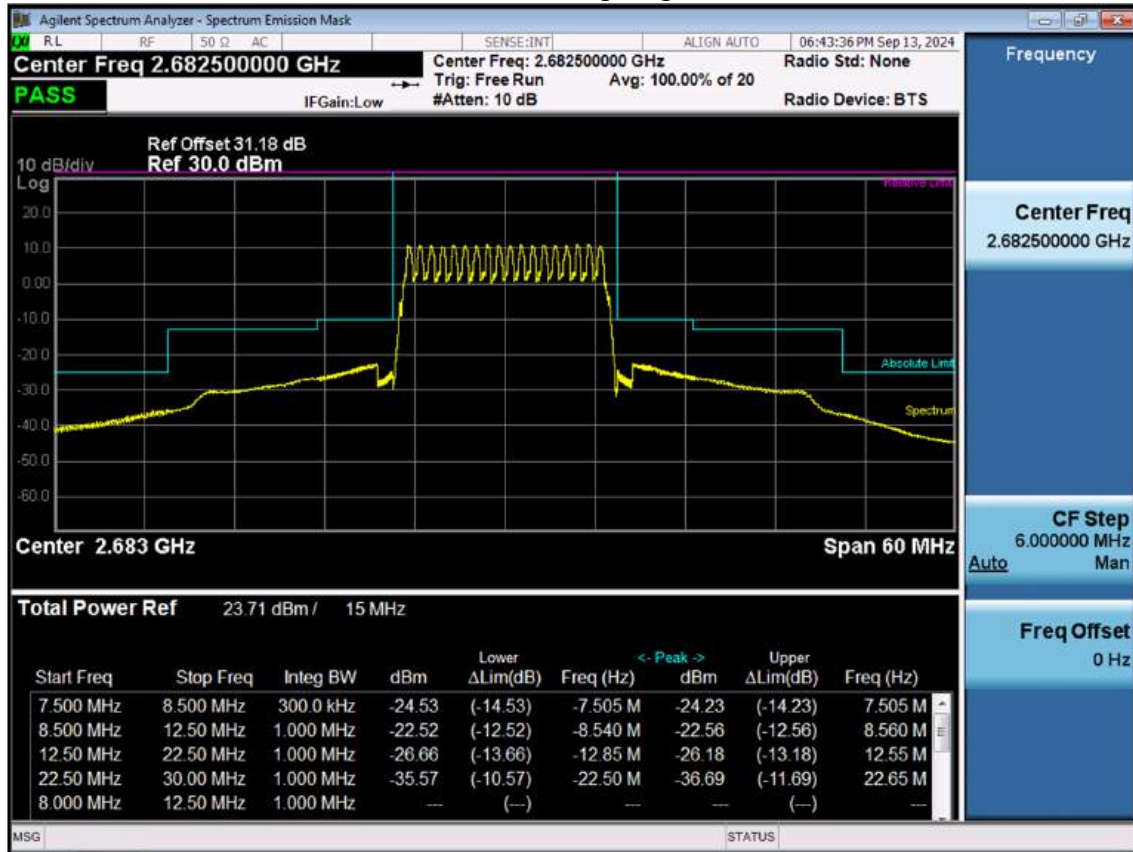 Agilent Spectrum Analyzer - Spectrum Emission Mask
RL RF 50 Ω AC SENSE:INT ALIGN AUTO 06:43:36 PM Sep 13, 2024
Center Freq 2.682500000 GHz
Center Freq: 2.682500000 GHz
Radio Std: None
Trig: Free Run
Avg: 100.00% of 20
PASS
IFGain:Low
#Atten: 10 dB
Radio Device: BTS
Ref Offset 31.18 dB
10 dB/div Ref 30.0 dBm
Log
Relative Limit
20.0
10.0
0.00
-10.0
-20.0
Absolute Limit
-30.0
Spectrum
-40.0
-50.0
-60.0
Center 2.683 GHz Span 60 MHz
Total Power Ref 23.71 dBm / 15 MHz
Lower <- Peak -> Upper
Start Freq Stop Freq Integ BW dBm ΔLim(dB) Freq (Hz) dBm ΔLim(dB) Freq (Hz)
7.500 MHz 8.500 MHz 300.0 kHz -24.53 (-14.53) -7.505 M -24.23 (-14.23) 7.505 M
8.500 MHz 12.50 MHz 1.000 MHz -22.52 (-12.52) -8.540 M -22.56 (-12.56) 8.560 M
12.50 MHz 22.50 MHz 1.000 MHz -26.66 (-13.66) -12.85 M -26.18 (-13.18) 12.55 M
22.50 MHz 30.00 MHz 1.000 MHz -35.57 (-10.57) -22.50 M -36.69 (-11.69) 22.65 M
8.000 MHz 12.50 MHz 1.000 MHz --- (---) --- --- (---) ---
MSG STATUS
Frequency
Center Freq
2.682500000 GHz
CF Step
6.000000 MHz
Auto Man
Freq Offset
0 Hz